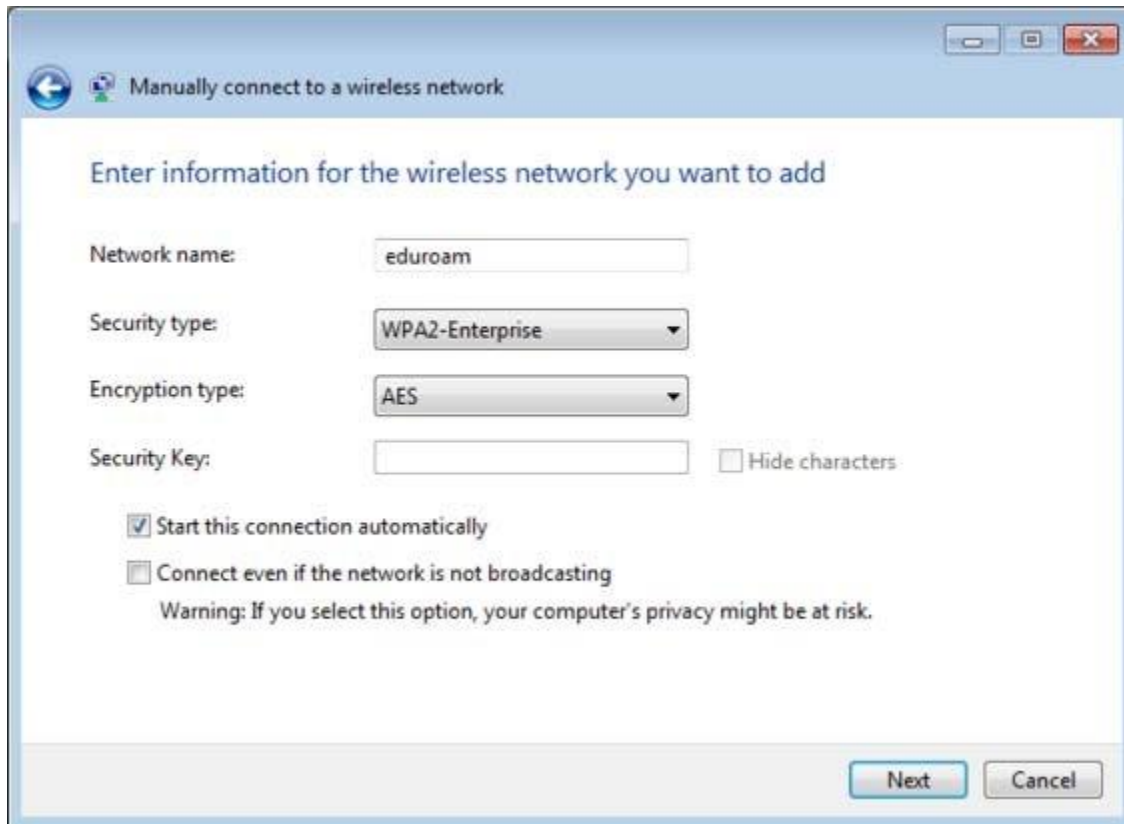 Manually connect to a wireless network
Enter information for the wireless network you want to add
Network name: eduroam
Security type: WPA2-Enterprise
Encryption type: AES
Security Key: Hide characters
Start this connection automatically
Connect even if the network is not broadcasting
Warning: If you select this option, your computer's privacy might be at risk.
Next Cancel